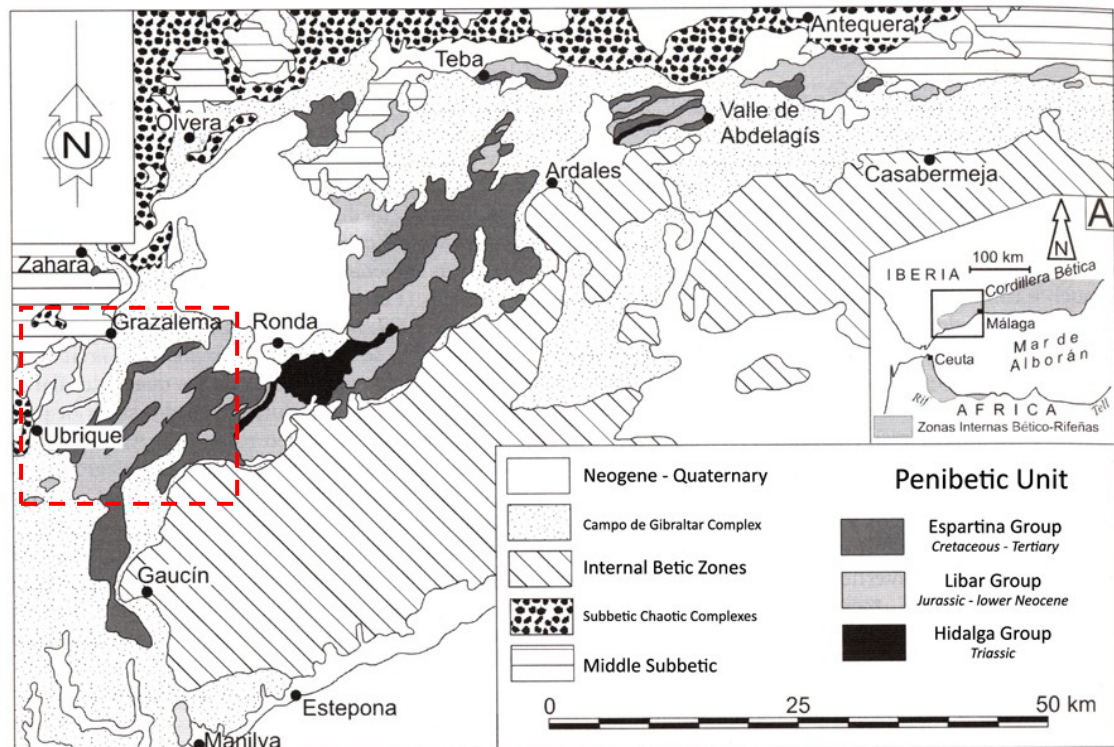 Antequera
Teba
Olvera
N
Valle de
Abdelagís
Ardales
Casabermeja
Zahara
Grazalema
Ronda
Ubrique
Gaucín
Estepona
Manilva
A
N
100 km
IBERIA
Cordillera Bética
Málaga
Mar de
Alborán
Ceuta
Rif
AFRICA
Tell
Zonas Internas Bético-Rifeñas
Neogene - Quaternary
Campo de Gibraltar Complex
Internal Betic Zones
Subbetic Chaotic Complexes
Middle Subbetic
Penibetic Unit
Espartina Group
Cretaceous - Tertiary
Libar Group
Jurassic - lower Neocene
Hidalga Group
Triassic
0 25 50 km